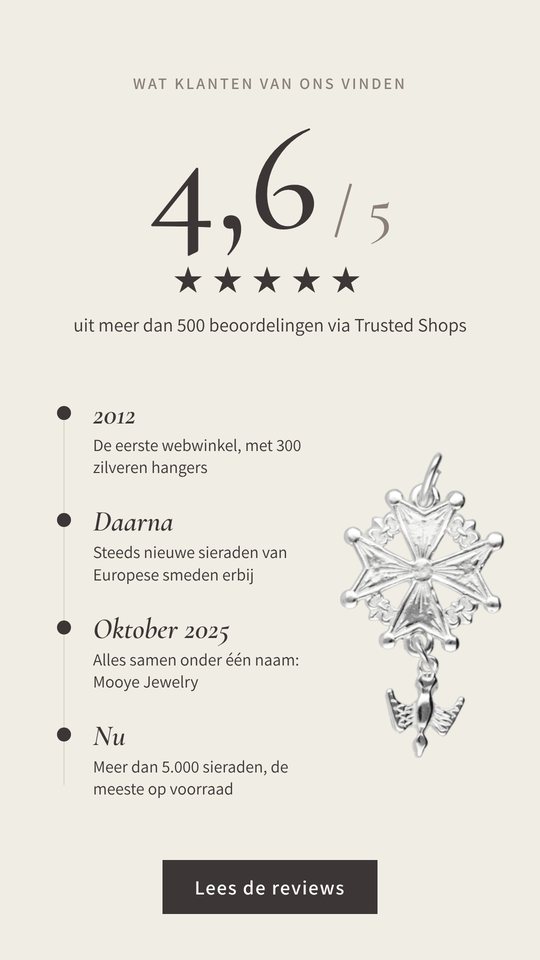 WAT KLANTEN VAN ONS VINDEN
4,6 / 5
★★★★★
uit meer dan 500 beoordelingen via Trusted Shops
2012
De eerste webwinkel, met 300
zilveren hangers
Daarna
Steeds nieuwe sieraden van
Europese smeden erbij
Oktober 2025
Alles samen onder één naam:
Mooye Jewelry
Nu
Meer dan 5.000 sieraden, de
meeste op voorraad
Lees de reviews